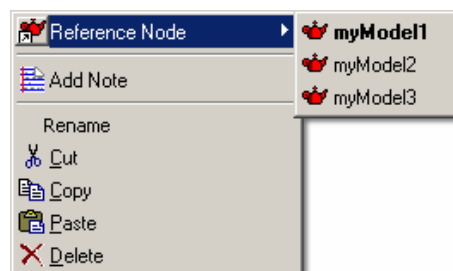 Reference Node
myModel1
myModel2
myModel3
Add Note
Rename
Cut
Copy
Paste
Delete